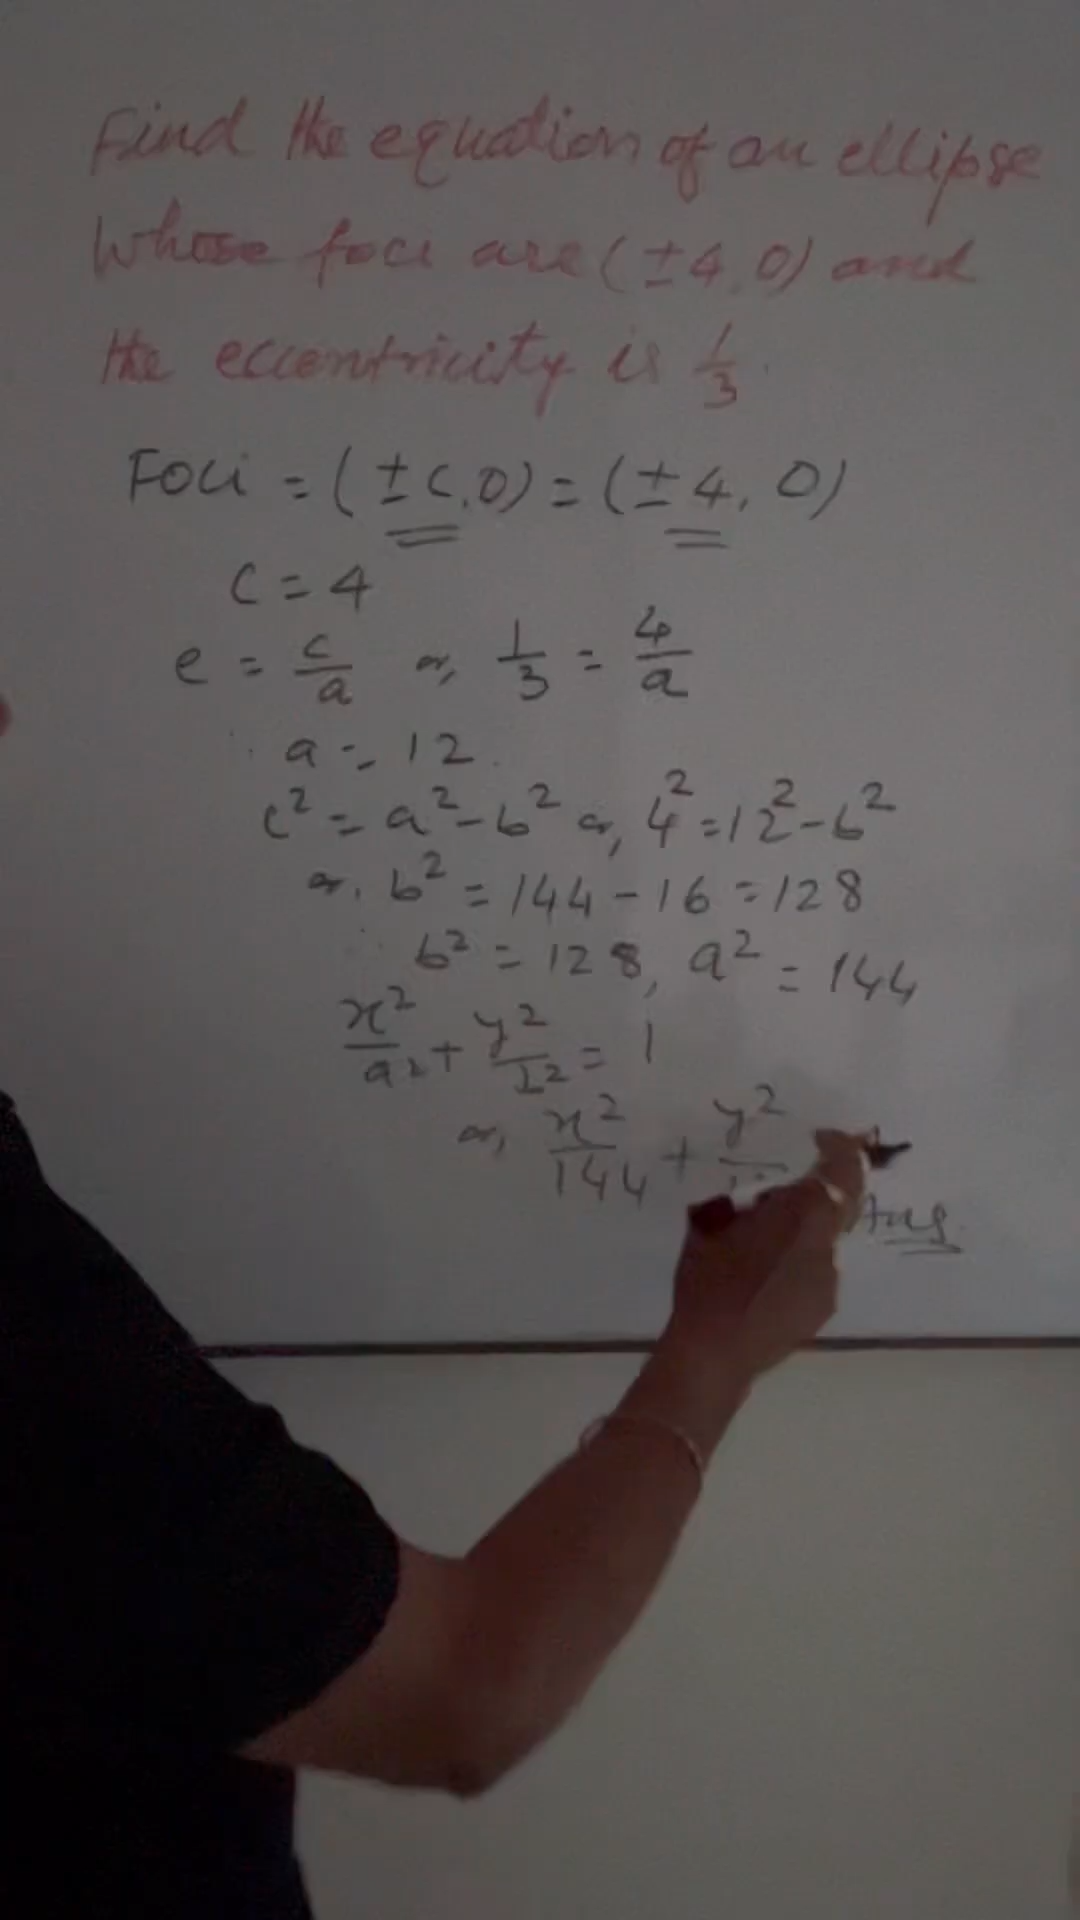 Find the equation of an ellipse
Whose foci are (±4,0) and
the eccentricity is 1/3.
Foci = (±c,0) = (±4, 0)
c = 4
e = c/a or, 1/3 = 4/a
a = 12.
c² = a² - b² or, 4² = 12² - b²
or, b² = 144 - 16 = 128
b² = 128, a² = 144
x²/a² + y²/b² = 1
or, x²/144 + y²
Ans.